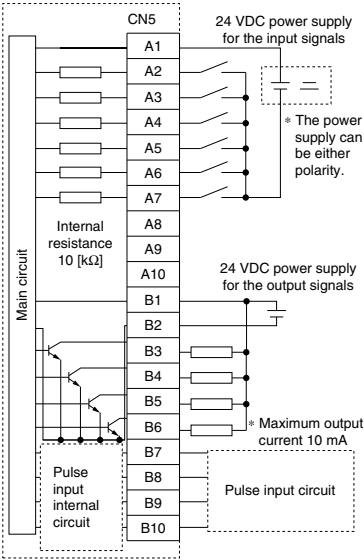 CN5
24 VDC power supply
for the input signals
A1
A2
A3
A4
A5
A6
A7
A8
A9
A10
B1
B2
B3
B4
B5
B6
B7
B8
B9
B10
* The power
supply can
be either
polarity.
Main circuit
Internal
resistance
10 [kΩ]
24 VDC power supply
for the output signals
* Maximum output
current 10 mA
Pulse
input
internal
circuit
Pulse input circuit